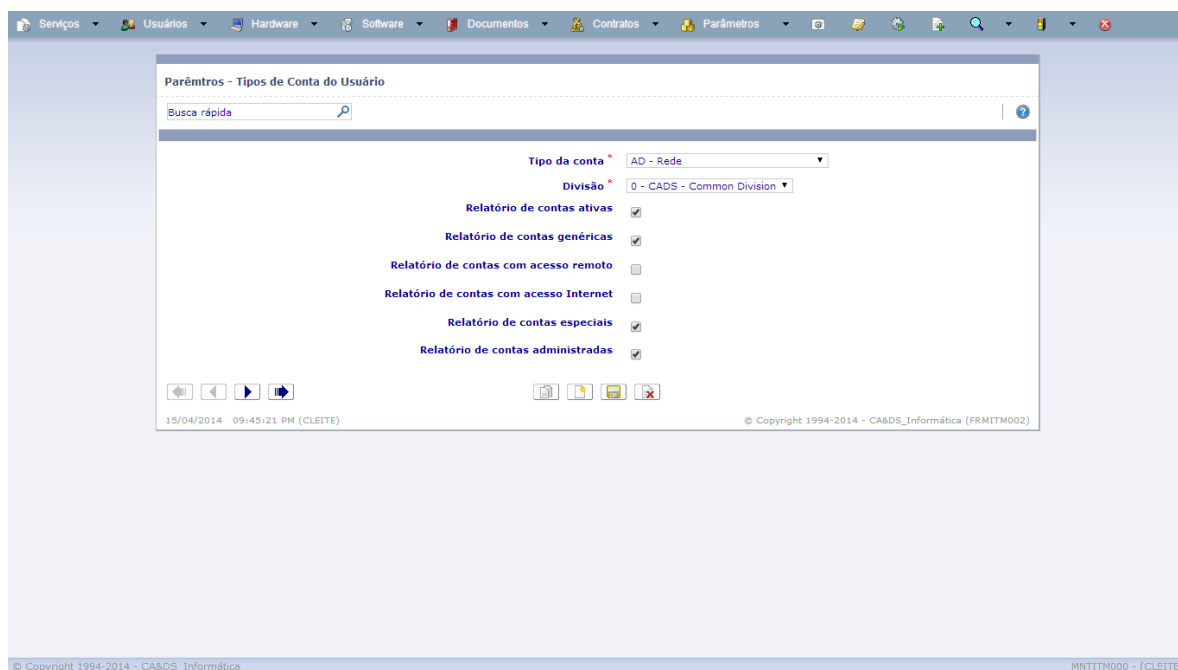 Serviços Usuários Hardware Software Documentos Contratos Parâmetros
Parêmtros - Tipos de Conta do Usuário
Busca rápida
Tipo da conta * AD - Rede
Divisão * 0 - CADS - Common Division
Relatório de contas ativas
Relatório de contas genéricas
Relatório de contas com acesso remoto
Relatório de contas com acesso Internet
Relatório de contas especiais
Relatório de contas administradas
15/04/2014 09:45:21 PM (CLEITE) © Copyright 1994-2014 - CA&DS_Informática (FRMITM002)
© Copyright 1994-2014 - CA&DS_Informática MNTITM000 - (CLEITE